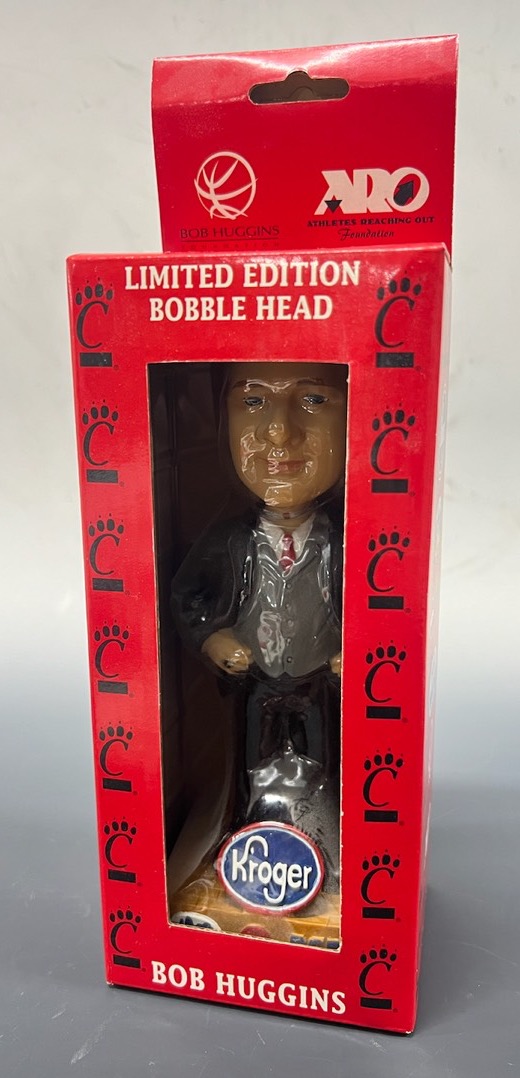 BOB HUGGINS
ARO
ATHLETES REACHING OUT
Foundation
LIMITED EDITION
BOBBLE HEAD
Kroger
BOB HUGGINS